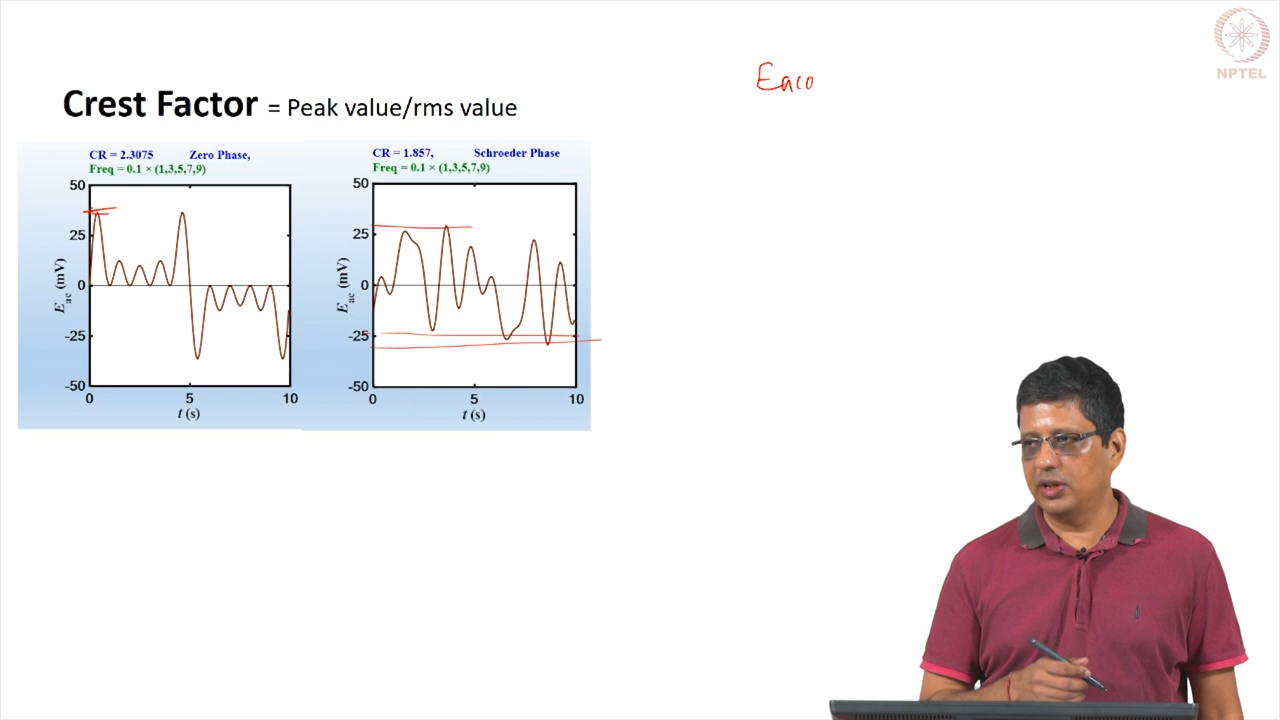 NPTEL
Eac0
Crest Factor = Peak value/rms value
CR = 2.3075 Zero Phase,
Freq = 0.1 × (1,3,5,7,9)
50
25
0
-25
-50
E ac (mV)
0 5 10
t (s)
CR = 1.857, Schroeder Phase
Freq = 0.1 × (1,3,5,7,9)
50
25
0
-25
-50
E ac (mV)
0 5 10
t (s)